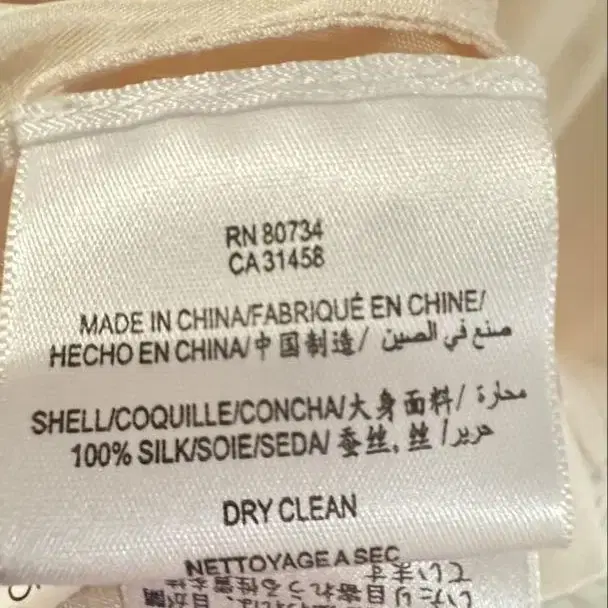 RN 80734
CA 31458
MADE IN CHINA/FABRIQUÉ EN CHINE/
HECHO EN CHINA/中国制造/ صنع في الصين
SHELL/COQUILLE/CONCHA/大身面料/ محارة
100% SILK/SOIE/SEDA/ 蚕丝, 丝/ حرير
DRY CLEAN
NETTOYAGE A SEC